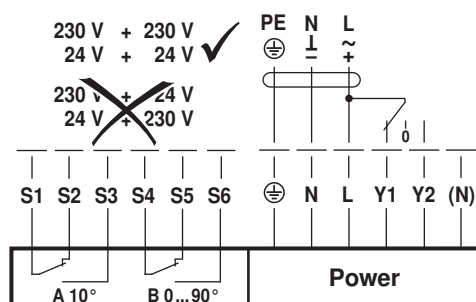 230 V + 230 V
24 V + 24 V
230 V + 24 V
24 V + 230 V
PE N L
⊥ ~
– +
0
S1 S2 S3 S4 S5 S6 N L Y1 Y2 (N)
A 10° B 0...90°
Power